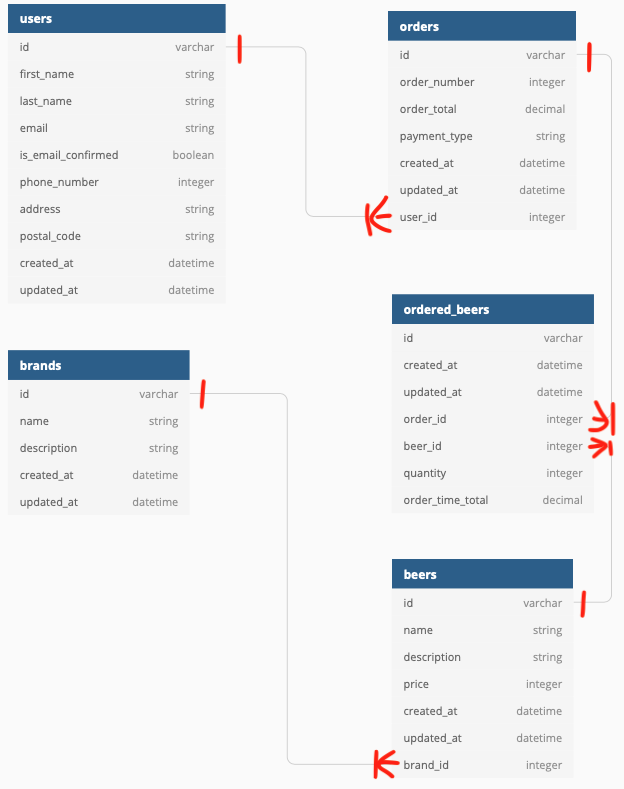 users
id varchar
first_name string
last_name string
email string
is_email_confirmed boolean
phone_number integer
address string
postal_code string
created_at datetime
updated_at datetime
orders
id varchar
order_number integer
order_total decimal
payment_type string
created_at datetime
updated_at datetime
user_id integer
ordered_beers
id varchar
created_at datetime
updated_at datetime
order_id integer
beer_id integer
quantity integer
order_time_total decimal
brands
id varchar
name string
description string
created_at datetime
updated_at datetime
beers
id varchar
name string
description string
price integer
created_at datetime
updated_at datetime
brand_id integer